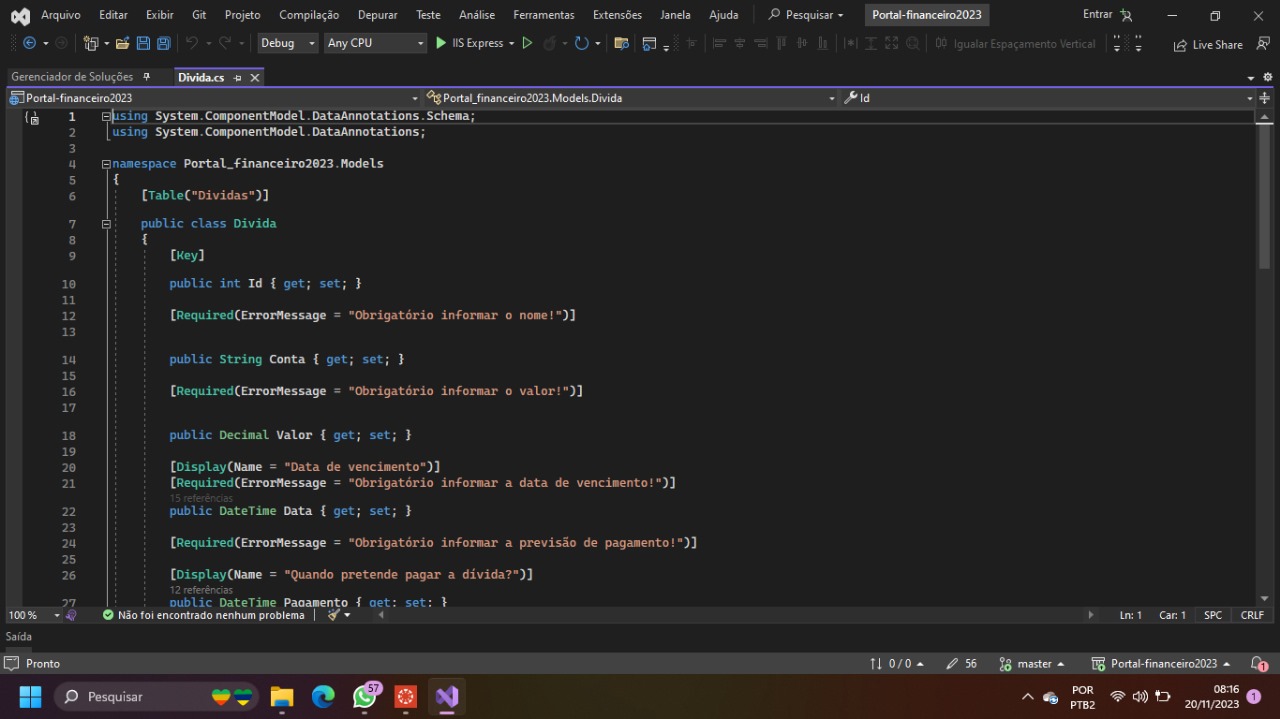 Arquivo Editar Exibir Git Projeto Compilação Depurar Teste Análise Ferramentas Extensões Janela Ajuda Pesquisar Portal-financeiro2023 Entrar
Debug Any CPU IIS Express Igualar Espaçamento Vertical Live Share
Gerenciador de Soluções Divida.cs
Portal-financeiro2023 Portal_financeiro2023.Models.Divida Id
1 using System.ComponentModel.DataAnnotations.Schema;
2 using System.ComponentModel.DataAnnotations;
3
4 namespace Portal_financeiro2023.Models
5 {
6 [Table("Dividas")]
7 public class Divida
8 {
9 [Key]
10 public int Id { get; set; }
11
12 [Required(ErrorMessage = "Obrigatório informar o nome!")]
13
14 public String Conta { get; set; }
15
16 [Required(ErrorMessage = "Obrigatório informar o valor!")]
17
18 public Decimal Valor { get; set; }
19
20 [Display(Name = "Data de vencimento")]
21 [Required(ErrorMessage = "Obrigatório informar a data de vencimento!")]
15 referências
22 public DateTime Data { get; set; }
23
24 [Required(ErrorMessage = "Obrigatório informar a previsão de pagamento!")]
25
26 [Display(Name = "Quando pretende pagar a dívida?")]
12 referências
27 public DateTime Pagamento { get; set; }
100 % Não foi encontrado nenhum problema Ln: 1 Car: 1 SPC CRLF
Saída
Pronto 0 / 0 56 master Portal-financeiro2023 1
Pesquisar 57 POR PTB2 08:16 20/11/2023 1